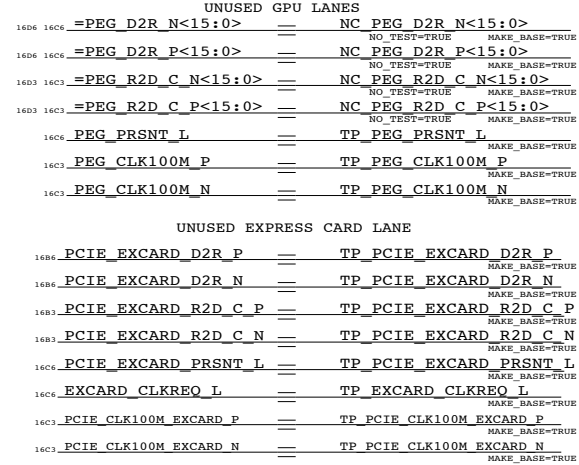 UNUSED GPU LANES
16D6 16C6 =PEG_D2R_N<15:0> NC_PEG_D2R_N<15:0>
NO_TEST=TRUE MAKE_BASE=TRUE
16D6 16C6 =PEG_D2R_P<15:0> NC_PEG_D2R_P<15:0>
NO_TEST=TRUE MAKE_BASE=TRUE
16D3 16C3 =PEG_R2D_C_N<15:0> NC_PEG_R2D_C_N<15:0>
NO_TEST=TRUE MAKE_BASE=TRUE
16D3 16C3 =PEG_R2D_C_P<15:0> NC_PEG_R2D_C_P<15:0>
NO_TEST=TRUE MAKE_BASE=TRUE
16C6 PEG_PRSNT_L TP_PEG_PRSNT_L
MAKE_BASE=TRUE
16C3 PEG_CLK100M_P TP_PEG_CLK100M_P
MAKE_BASE=TRUE
16C3 PEG_CLK100M_N TP_PEG_CLK100M_N
MAKE_BASE=TRUE
UNUSED EXPRESS CARD LANE
16B6 PCIE_EXCARD_D2R_P TP_PCIE_EXCARD_D2R_P
MAKE_BASE=TRUE
16B6 PCIE_EXCARD_D2R_N TP_PCIE_EXCARD_D2R_N
MAKE_BASE=TRUE
16B3 PCIE_EXCARD_R2D_C_P TP_PCIE_EXCARD_R2D_C_P
MAKE_BASE=TRUE
16B3 PCIE_EXCARD_R2D_C_N TP_PCIE_EXCARD_R2D_C_N
MAKE_BASE=TRUE
16C6 PCIE_EXCARD_PRSNT_L TP_PCIE_EXCARD_PRSNT_L
MAKE_BASE=TRUE
16C6 EXCARD_CLKREQ_L TP_EXCARD_CLKREQ_L
MAKE_BASE=TRUE
16C3 PCIE_CLK100M_EXCARD_P TP_PCIE_CLK100M_EXCARD_P
MAKE_BASE=TRUE
16C3 PCIE_CLK100M_EXCARD_N TP_PCIE_CLK100M_EXCARD_N
MAKE_BASE=TRUE